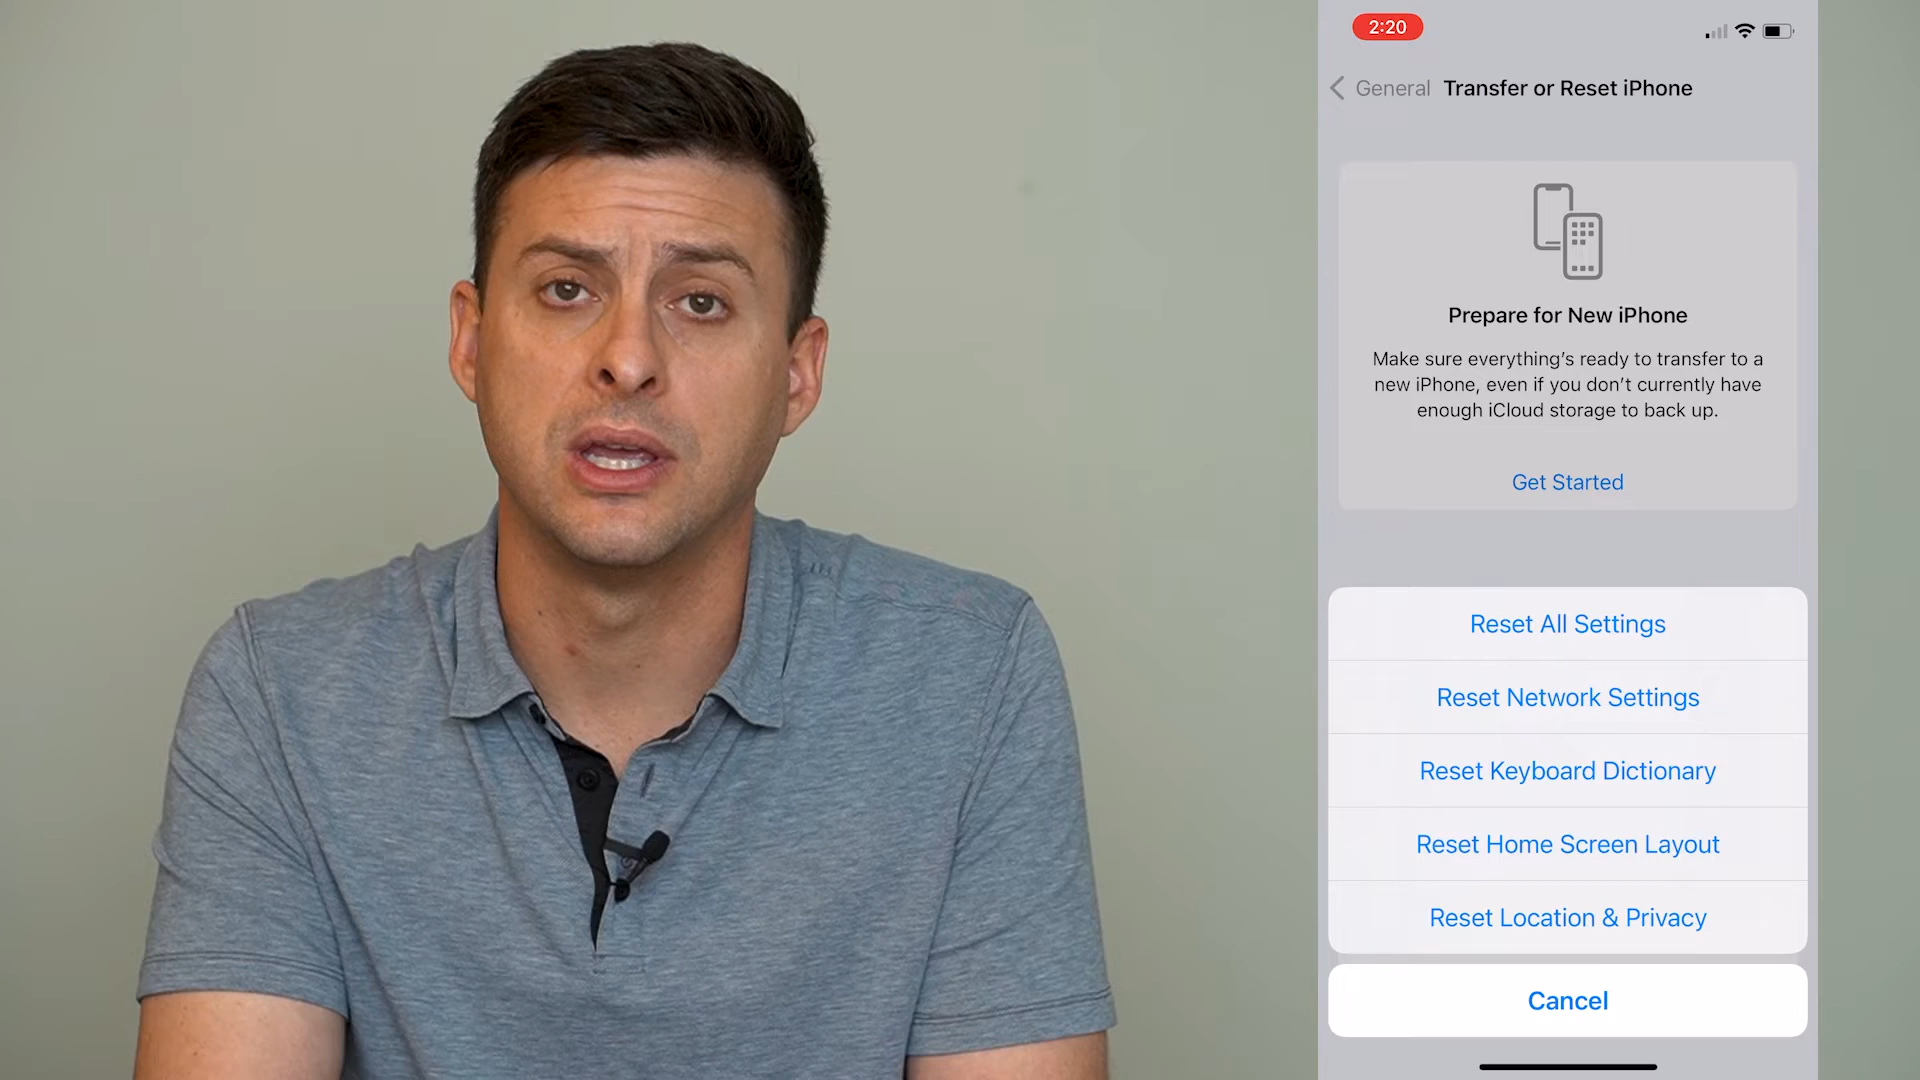 2:20
General Transfer or Reset iPhone
Prepare for New iPhone
Make sure everything's ready to transfer to a
new iPhone, even if you don't currently have
enough iCloud storage to back up.
Get Started
Reset All Settings
Reset Network Settings
Reset Keyboard Dictionary
Reset Home Screen Layout
Reset Location & Privacy
Cancel